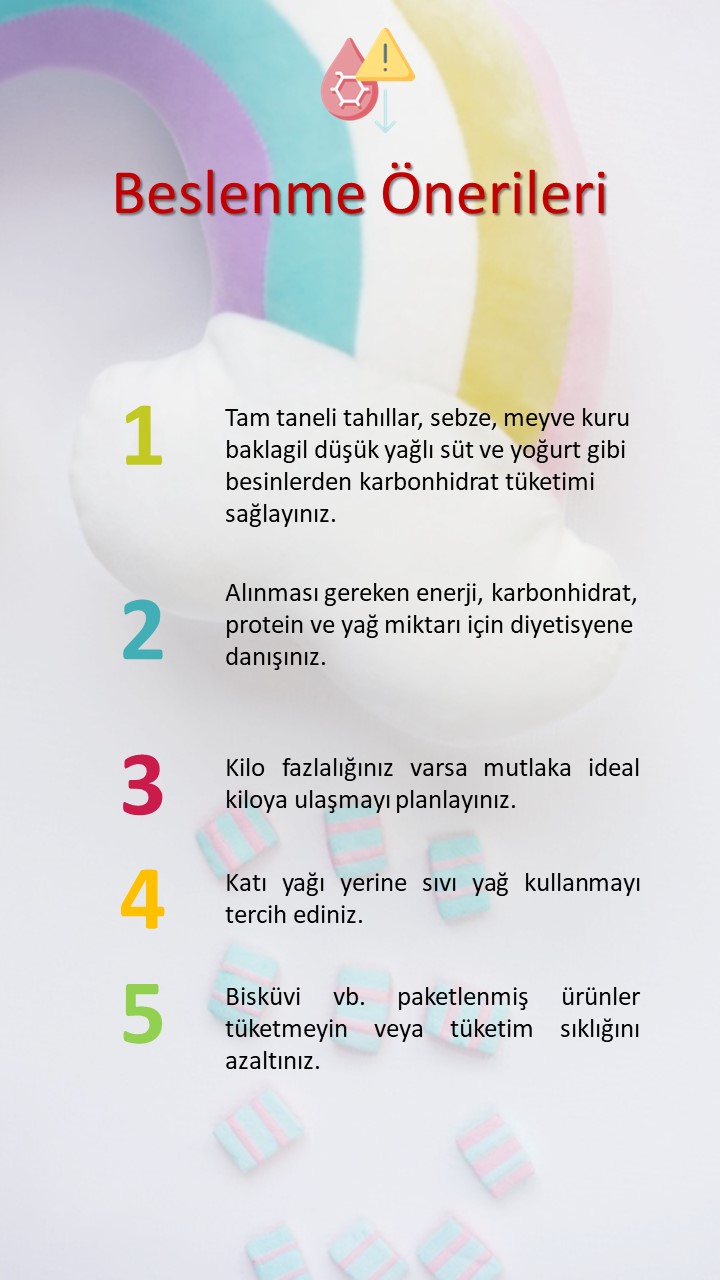 Beslenme Önerileri
1
Tam taneli tahıllar, sebze, meyve kuru
baklagil düşük yağlı süt ve yoğurt gibi
besinlerden karbonhidrat tüketimi
sağlayınız.
2
Alınması gereken enerji, karbonhidrat,
protein ve yağ miktarı için diyetisyene
danışınız.
3
Kilo fazlalığınız varsa mutlaka ideal
kiloya ulaşmayı planlayınız.
4
Katı yağı yerine sıvı yağ kullanmayı
tercih ediniz.
5
Bisküvi vb. paketlenmiş ürünler
tüketmeyin veya tüketim sıklığını
azaltınız.